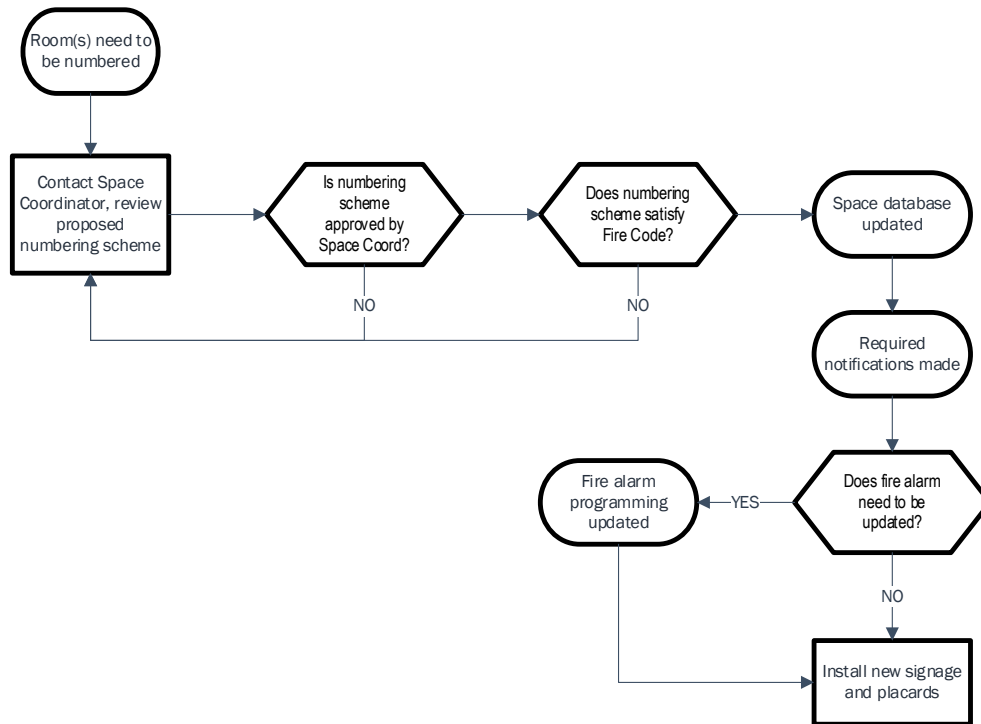 Room(s) need to
be numbered
Contact Space
Coordinator, review
proposed
numbering scheme
Is numbering
scheme
approved by
Space Coord?
Does numbering
scheme satisfy
Fire Code?
Space database
updated
NO
NO
Required
notifications made
Does fire alarm
need to be
updated?
YES
Fire alarm
programming
updated
NO
Install new signage
and placards